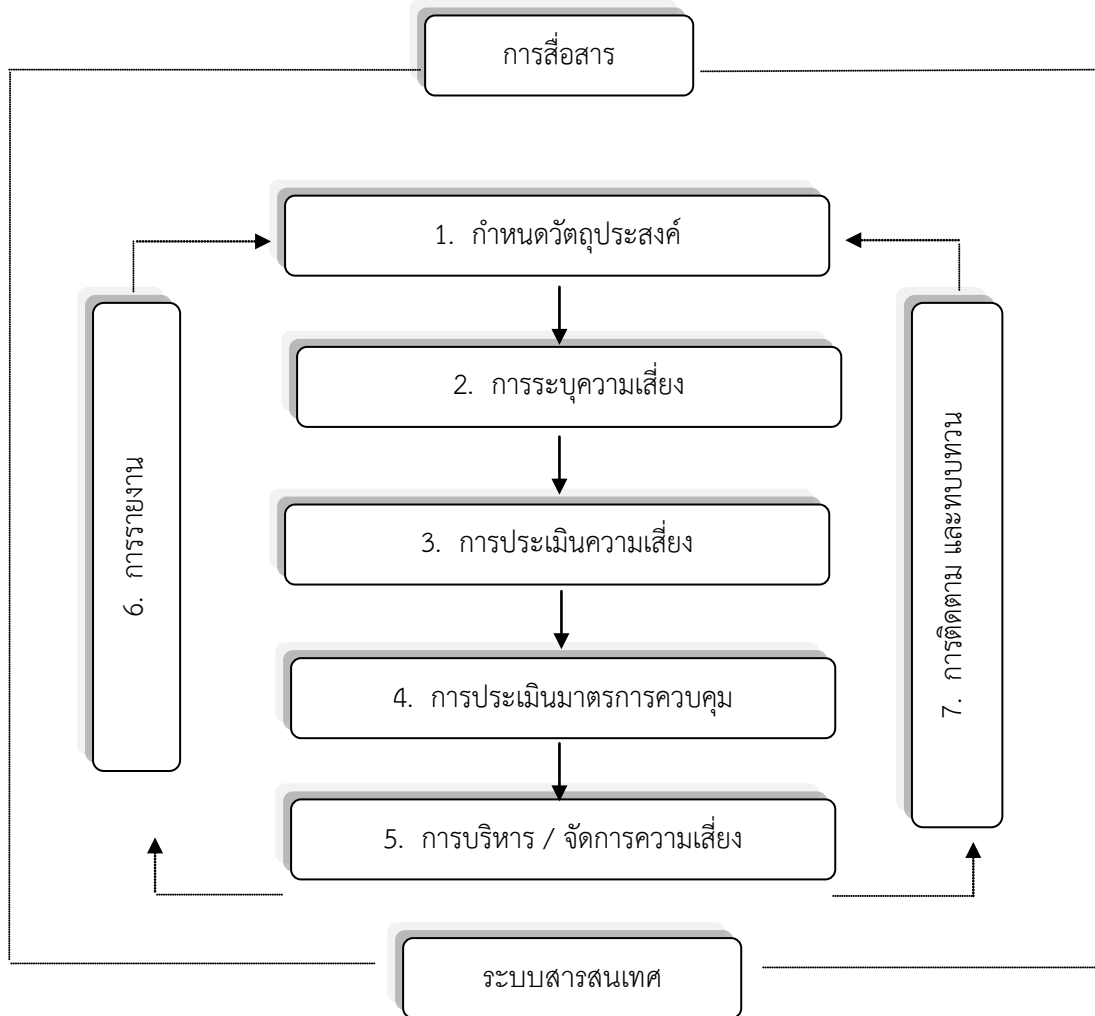 การสื่อสาร
1. กำหนดวัตถุประสงค์
2. การระบุความเสี่ยง
3. การประเมินความเสี่ยง
4. การประเมินมาตรการควบคุม
5. การบริหาร / จัดการความเสี่ยง
6. การรายงาน
7. การติดตาม และทบบทวน
ระบบสารสนเทศ